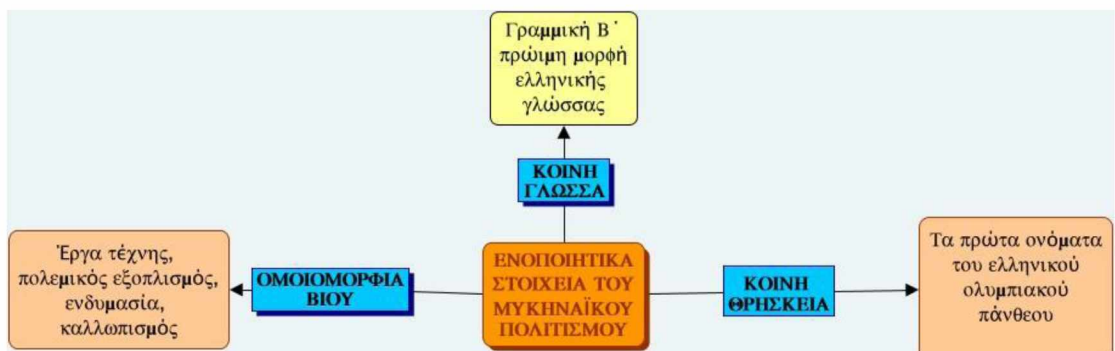 Γραμμική Β΄
πρώιμη μορφή
ελληνικής
γλώσσας
ΚΟΙΝΗ
ΓΛΩΣΣΑ
Έργα τέχνης,
πολεμικός εξοπλισμός,
ενδυμασία,
καλλωπισμός
ΟΜΟΙΟΜΟΡΦΙΑ
ΒΙΟΥ
ΕΝΟΠΟΙΗΤΙΚΑ
ΣΤΟΙΧΕΙΑ ΤΟΥ
ΜΥΚΗΝΑΪΚΟΥ
ΠΟΛΙΤΙΣΜΟΥ
ΚΟΙΝΗ
ΘΡΗΣΚΕΙΑ
Τα πρώτα ονόματα
του ελληνικού
ολυμπιακού
πάνθεου